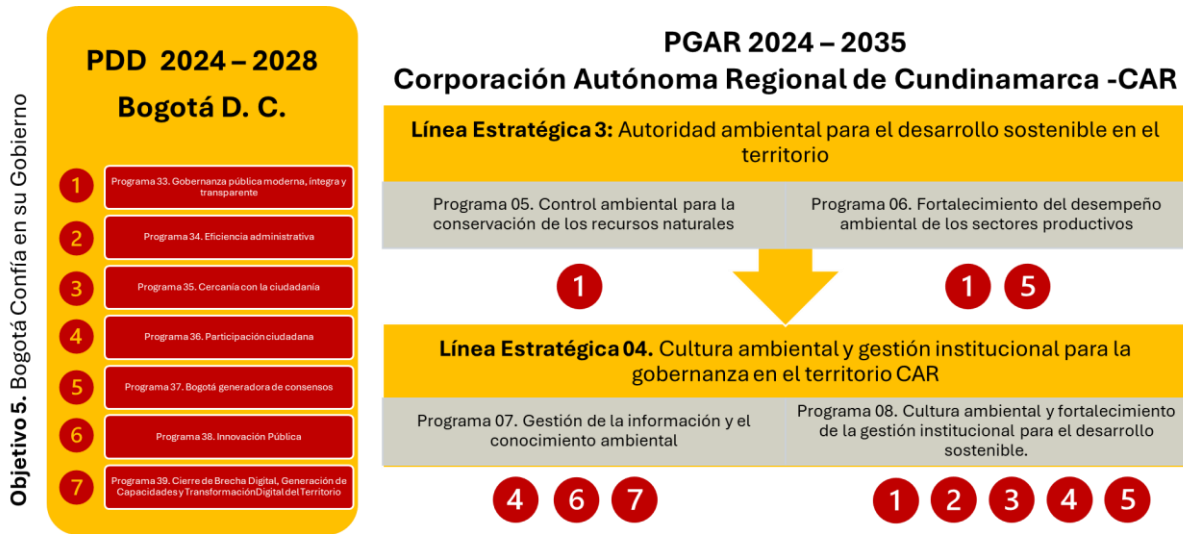 Objetivo 5. Bogotá Confía en su Gobierno
PDD 2024 – 2028
Bogotá D. C.
1
Programa 33. Gobernanza pública moderna, íntegra y
transparente
2
Programa 34. Eficiencia administrativa
3
Programa 35. Cercanía con la ciudadanía
4
Programa 36. Participación ciudadana
5
Programa 37. Bogotá generadora de consensos
6
Programa 38. Innovación Pública
7
Programa 39. Cierre de Brecha Digital, Generación de
Capacidades y Transformación Digital del Territorio
PGAR 2024 – 2035
Corporación Autónoma Regional de Cundinamarca -CAR
Línea Estratégica 3: Autoridad ambiental para el desarrollo sostenible en el
territorio
Programa 05. Control ambiental para la
conservación de los recursos naturales
Programa 06. Fortalecimiento del desempeño
ambiental de los sectores productivos
1
1 5
Línea Estratégica 04. Cultura ambiental y gestión institucional para la
gobernanza en el territorio CAR
Programa 07. Gestión de la información y el
conocimiento ambiental
Programa 08. Cultura ambiental y fortalecimiento
de la gestión institucional para el desarrollo
sostenible.
4 6 7
1 2 3 4 5